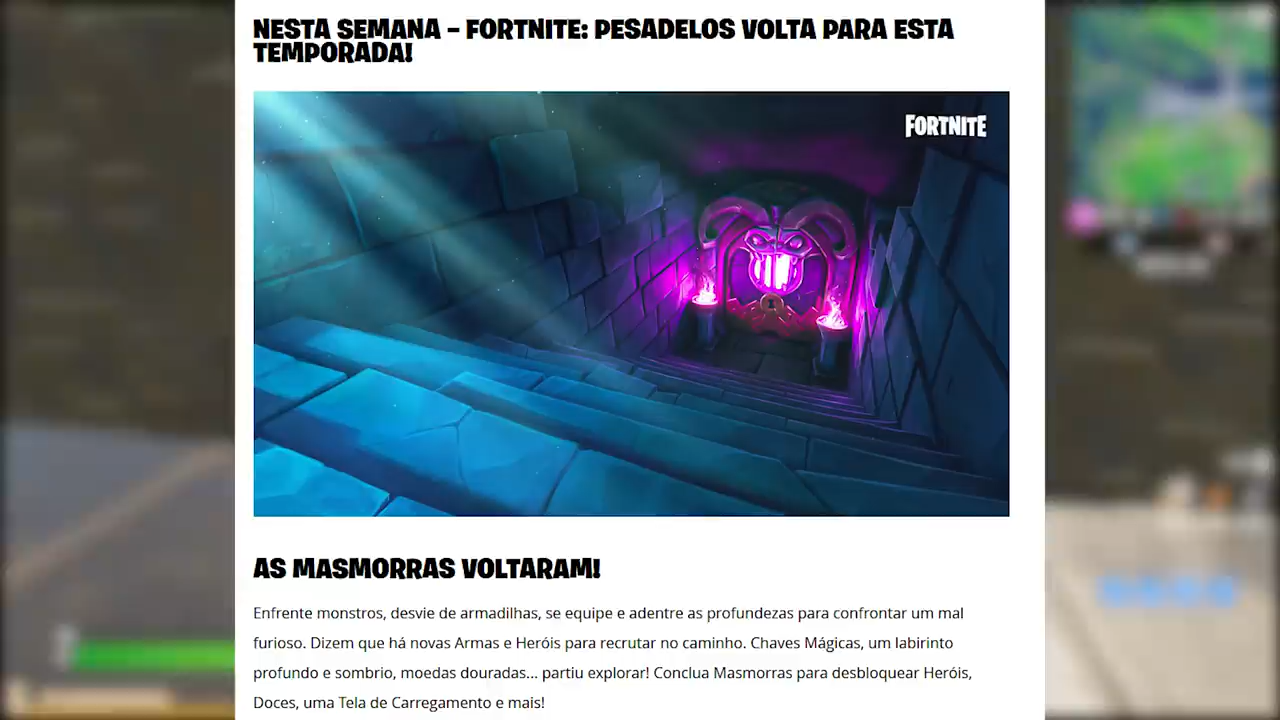 NESTA SEMANA – FORTNITE: PESADELOS VOLTA PARA ESTA
TEMPORADA!
FORTNITE
AS MASMORRAS VOLTARAM!
Enfrente monstros, desvie de armadilhas, se equipe e adentre as profundezas para confrontar um mal
furioso. Dizem que há novas Armas e Heróis para recrutar no caminho. Chaves Mágicas, um labirinto
profundo e sombrio, moedas douradas... partiu explorar! Conclua Masmorras para desbloquear Heróis,
Doces, uma Tela de Carregamento e mais!